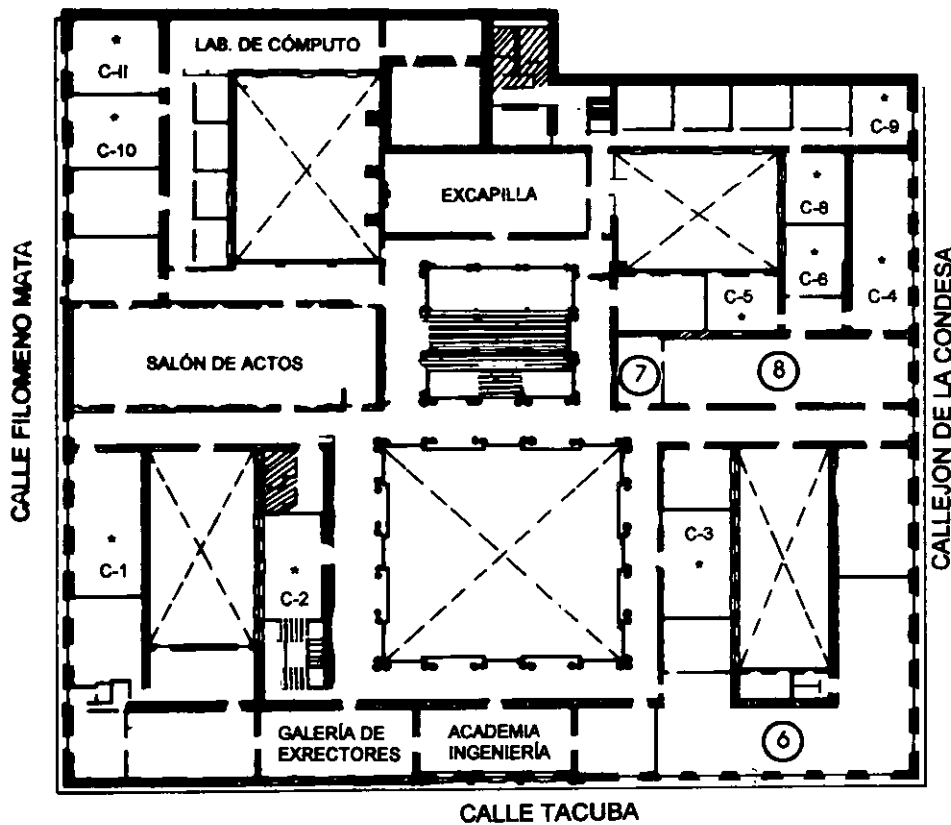 LAB. DE CÓMPUTO
C-11
C-10
C-9
EXCAPILLA
C-8
C-6
C-4
C-5
SALÓN DE ACTOS
7
8
CALLE FILOMENO MATA
CALLEJON DE LA CONDESA
C-1
C-2
C-3
GALERÍA DE
EXRECTORES
ACADEMIA
INGENIERÍA
6
CALLE TACUBA